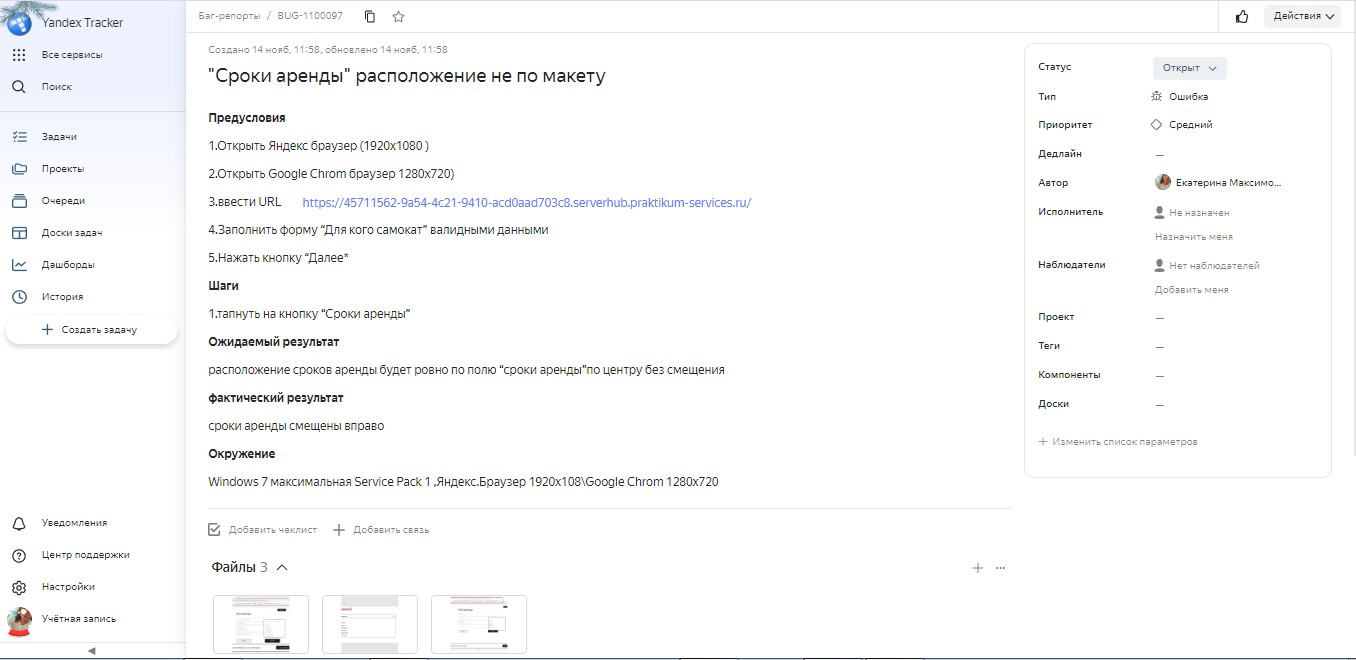 Yandex Tracker
Все сервисы
Поиск
Задачи
Проекты
Очереди
Доски задач
Дашборды
История
Создать задачу
Уведомления
Центр поддержки
Настройки
Учётная запись
Баг-репорты / BUG-1100097
Действия
Создано 14 нояб, 11:58, обновлено 14 нояб, 11:58
"Сроки аренды" расположение не по макету
Предусловия
1.Открыть Яндекс браузер (1920x1080 )
2.Открыть Google Chrom браузер 1280x720)
3.ввести URL https://45711562-9a54-4c21-9410-acd0aad703c8.serverhub.praktikum-services.ru/
4.Заполнить форму “Для кого самокат” валидными данными
5.Нажать кнопку “Далее*
Шаги
1.тапнуть на кнопку “Сроки аренды”
Ожидаемый результат
расположение сроков аренды будет ровно по полю “сроки аренды”по центру без смещения
фактический результат
сроки аренды смещены вправо
Окружение
Windows 7 максимальная Service Pack 1 ,Яндекс.Браузер 1920x108\Google Chrom 1280x720
Добавить чеклист
Добавить связь
Файлы 3
Статус Открыт
Тип Ошибка
Приоритет Средний
Дедлайн —
Автор Екатерина Максимо...
Исполнитель Не назначен
Назначить меня
Наблюдатели Нет наблюдателей
Добавить меня
Проект —
Теги —
Компоненты —
Доски —
Изменить список параметров